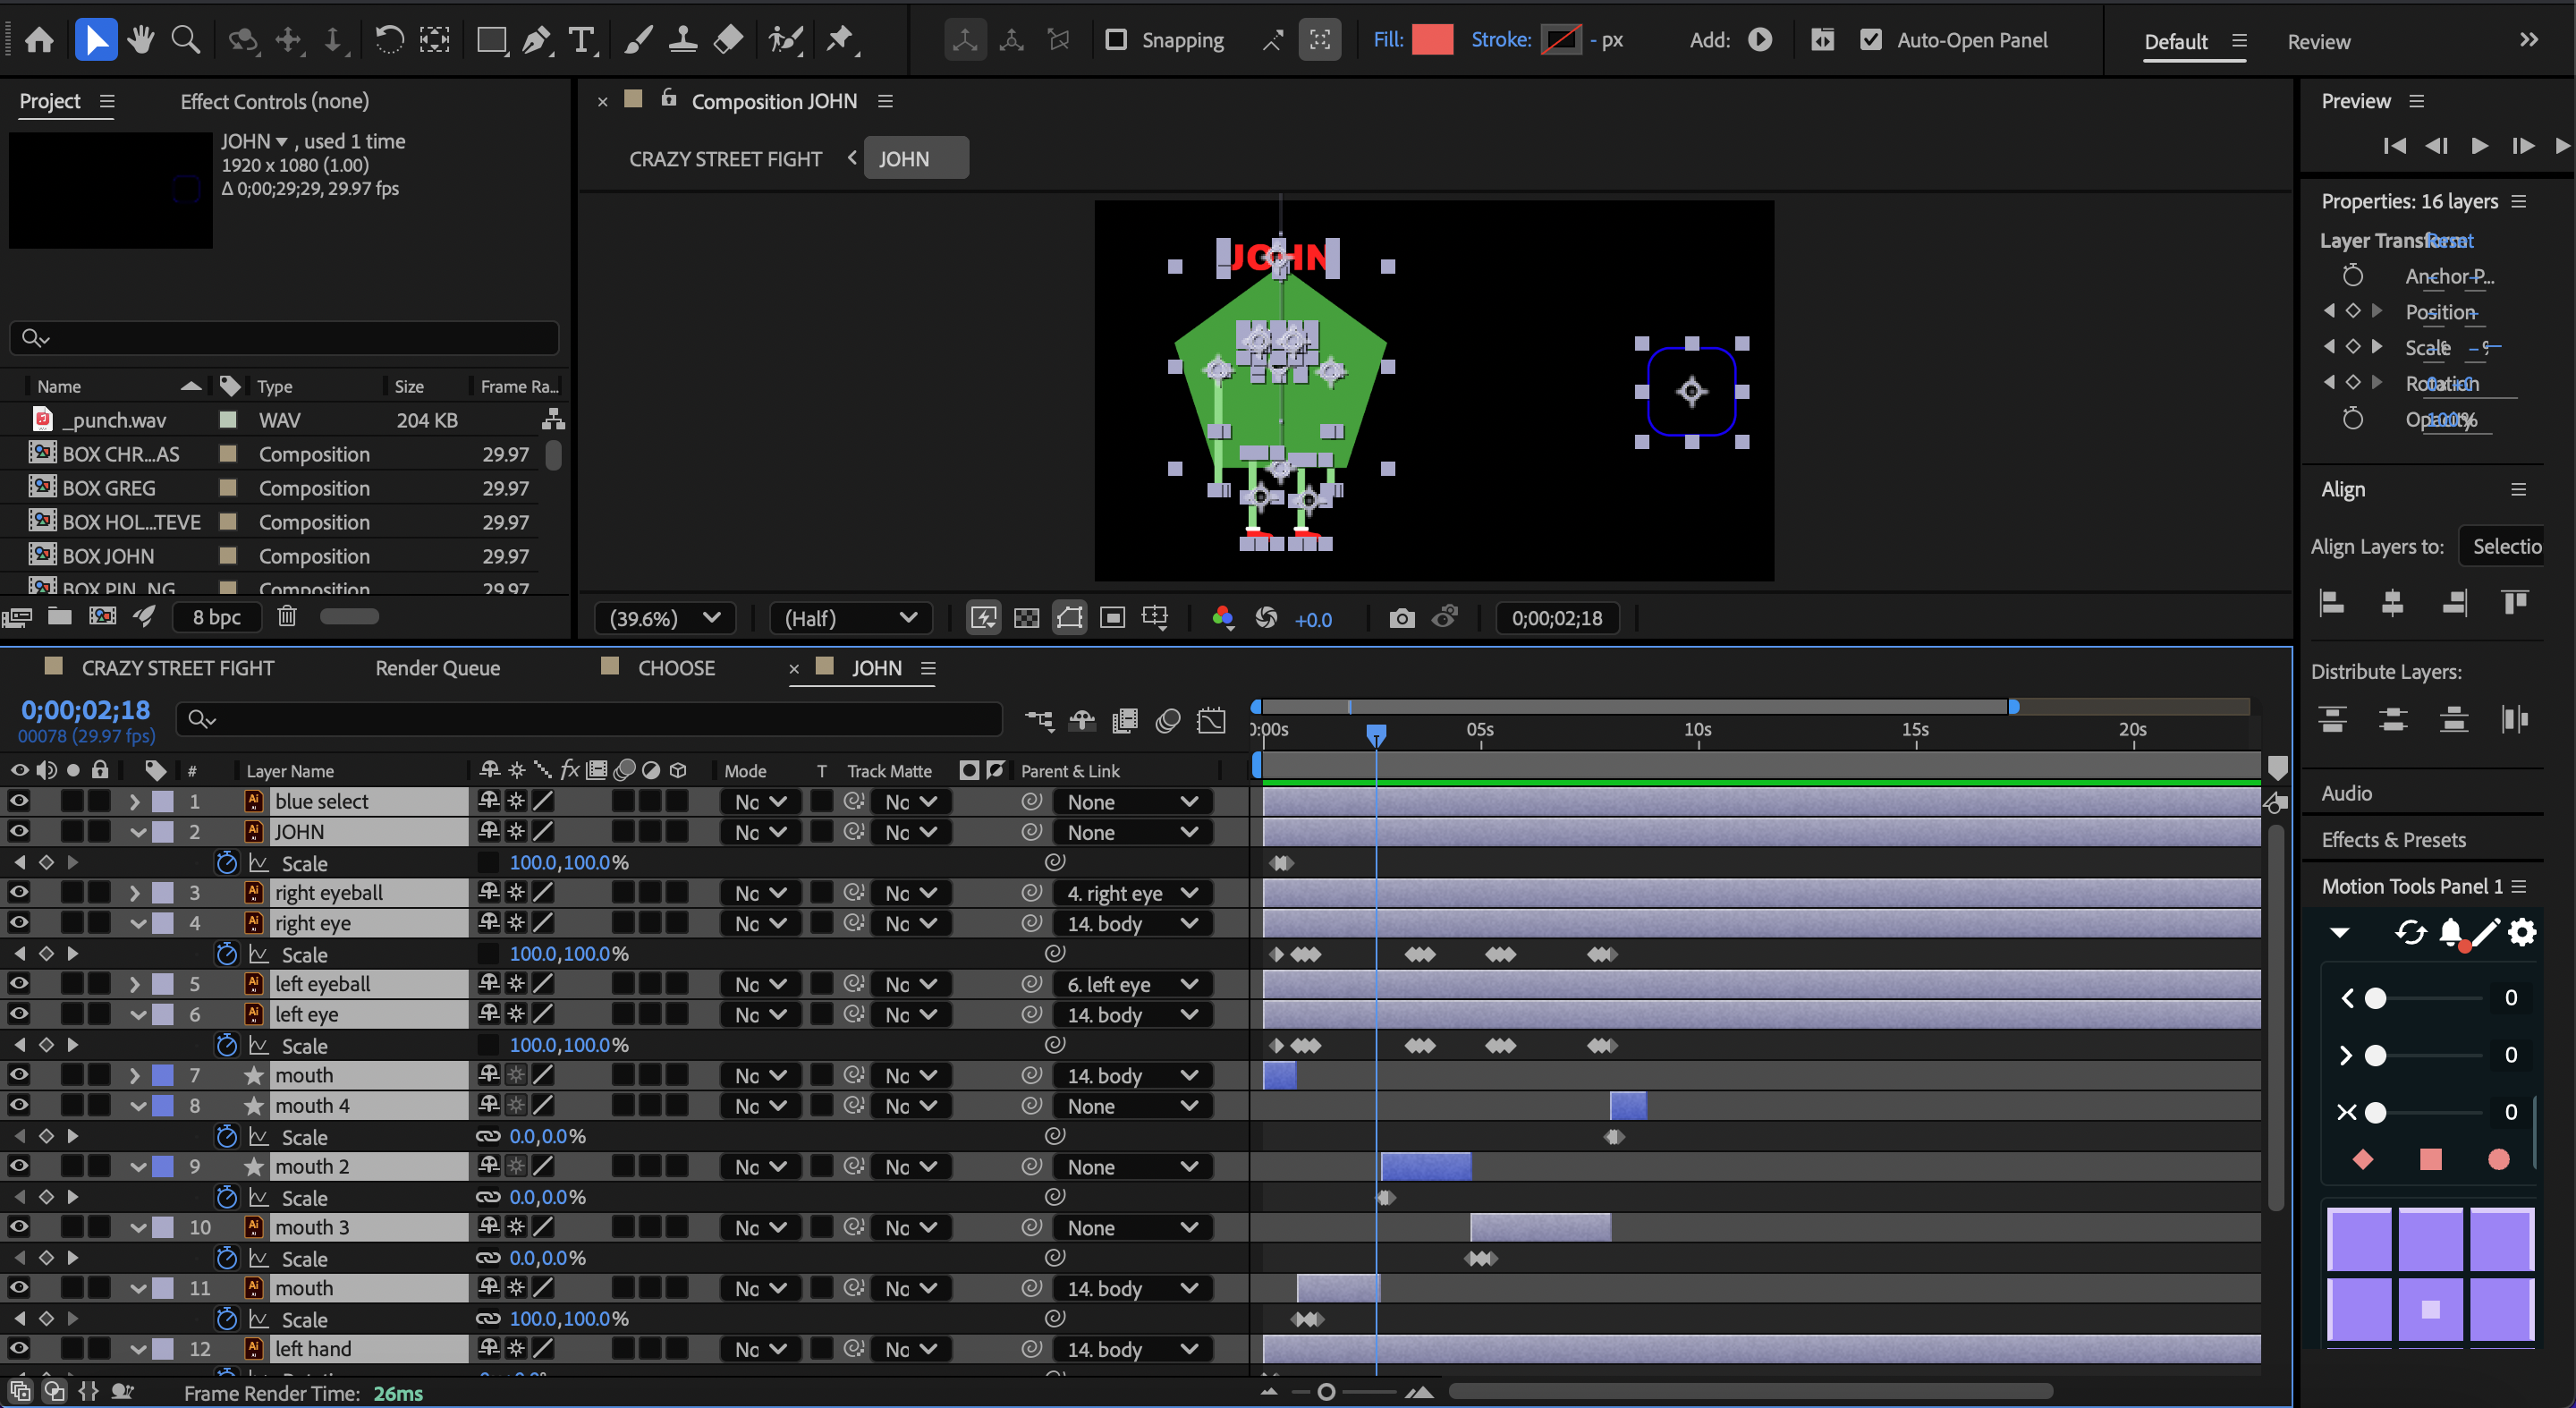 Snapping
Fill:
Stroke:
- px
Add:
Auto-Open Panel
Default
Review
Project
Effect Controls (none)
JOHN , used 1 time
1920 x 1080 (1.00)
Δ 0;00;29;29, 29.97 fps
Name Type Size Frame Ra...
_punch.wav WAV 204 KB
BOX CHR...AS Composition 29.97
BOX GREG Composition 29.97
BOX HOL...TEVE Composition 29.97
BOX JOHN Composition 29.97
BOX PIN...NG Composition 29.97
8 bpc
Composition JOHN
CRAZY STREET FIGHT
JOHN
JOHN
(39.6%)
(Half)
+0.0
0;00;02;18
Preview
Properties: 16 layers
Layer Transform
Reset
Anchor P...
Position
Scale
Rotation
Opacity
100%
Align
Align Layers to: Selectio
Distribute Layers:
Audio
Effects & Presets
Motion Tools Panel 1
0
0
0
CRAZY STREET FIGHT
Render Queue
CHOOSE
JOHN
0;00;02;18
00078 (29.97 fps)
0:00s 05s 10s 15s 20s
# Layer Name fx Mode T Track Matte Parent & Link
1 Ai blue select No No None
2 Ai JOHN No No None
Scale 100.0,100.0%
3 Ai right eyeball No No 4. right eye
4 Ai right eye No No 14. body
Scale 100.0,100.0%
5 Ai left eyeball No No 6. left eye
6 Ai left eye No No 14. body
Scale 100.0,100.0%
7 mouth No No 14. body
8 mouth 4 No No None
Scale 0.0,0.0%
9 mouth 2 No No None
Scale 0.0,0.0%
10 Ai mouth 3 No No None
Scale 0.0,0.0%
11 Ai mouth No No 14. body
Scale 100.0,100.0%
12 Ai left hand No No 14. body
Frame Render Time: 26ms